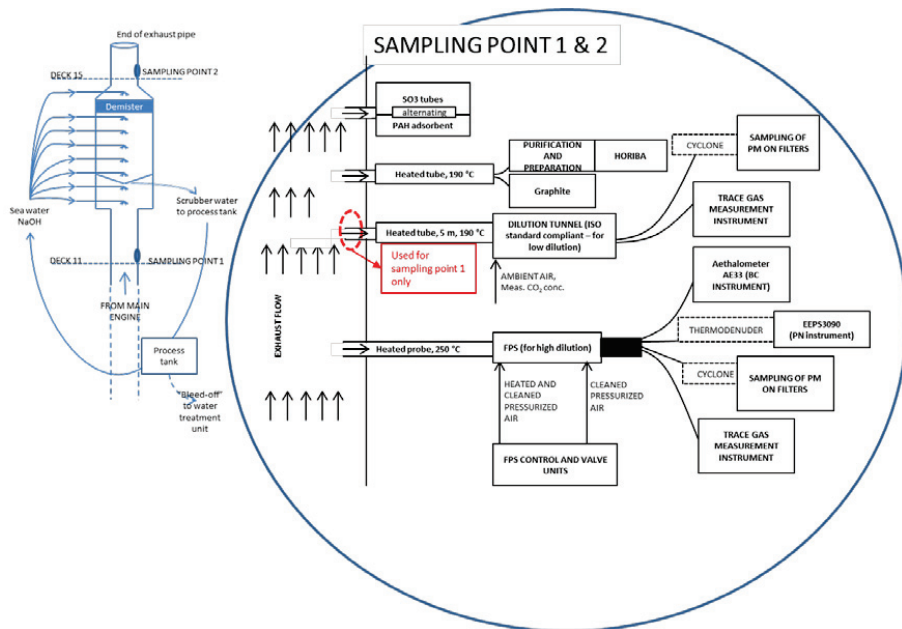 End of exhaust pipe
DECK 15
SAMPLING POINT 2
Demister
Sea water
NaOH
Scrubber water
to process tank
DECK 11
SAMPLING POINT 1
FROM MAIN
ENGINE
Process
tank
"Bleed-off"
to water
treatment
unit
SAMPLING POINT 1 & 2
SO3 tubes
alternating
PAH adsorbent
Heated tube, 190 °C
PURIFICATION
AND
PREPARATION
HORIBA
Graphite
CYCLONE
SAMPLING OF
PM ON FILTERS
Heated tube, 5 m, 190 °C
DILUTION TUNNEL (ISO
standard compliant – for
low dilution)
TRACE GAS
MEASUREMENT
INSTRUMENT
Used for
sampling point 1
only
AMBIENT AIR,
Meas. CO₂ conc.
EXHAUST FLOW
Aethalometer
AE33 (BC
INSTRUMENT)
THERMODENUDER
EEPS3090
(PN instrument)
Heated probe, 250 °C
FPS (for high dilution)
CYCLONE
SAMPLING OF PM
ON FILTERS
HEATED AND
CLEANED
PRESSURIZED
AIR
CLEANED
PRESSURIZED
AIR
TRACE GAS
MEASUREMENT
INSTRUMENT
FPS CONTROL AND VALVE
UNITS